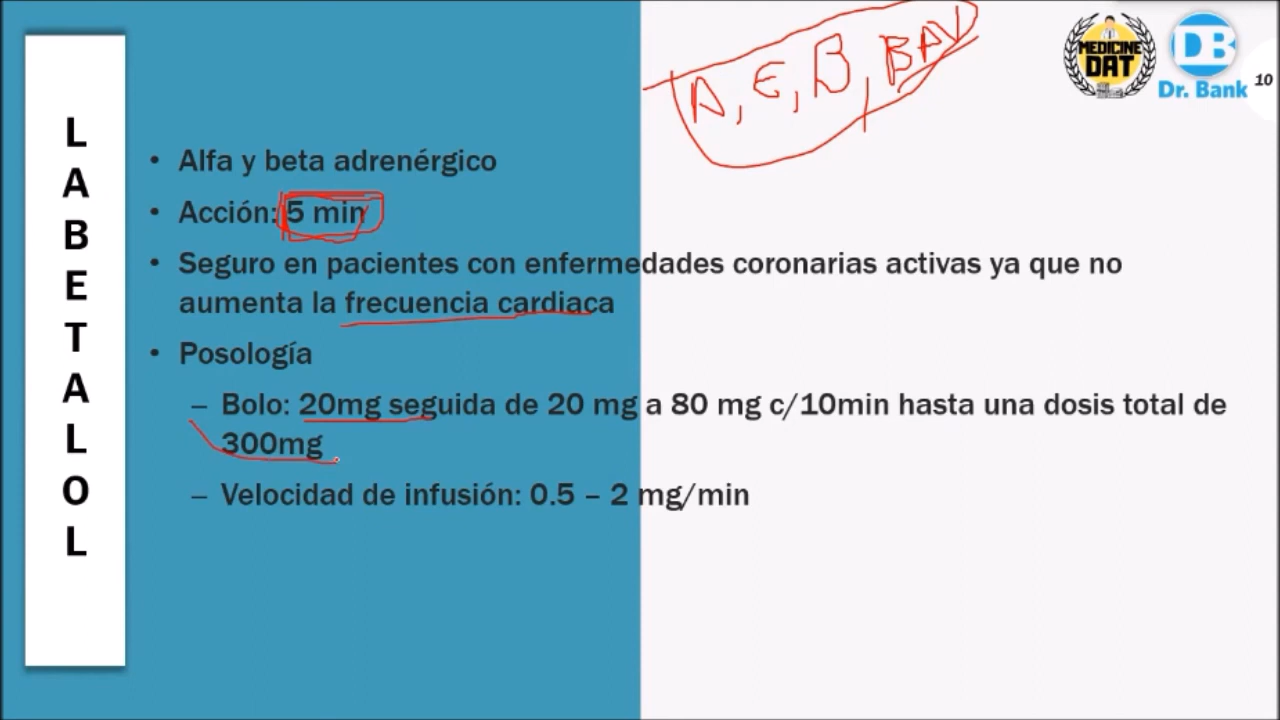 A, E, B, BAV
MEDICINE
DAT
DB
Dr. Bank
10
LABETALOL
• Alfa y beta adrenérgico
• Acción: 5 min
• Seguro en pacientes con enfermedades coronarias activas ya que no
aumenta la frecuencia cardiaca
• Posología
– Bolo: 20mg seguida de 20 mg a 80 mg c/10min hasta una dosis total de
300mg
– Velocidad de infusión: 0.5 – 2 mg/min